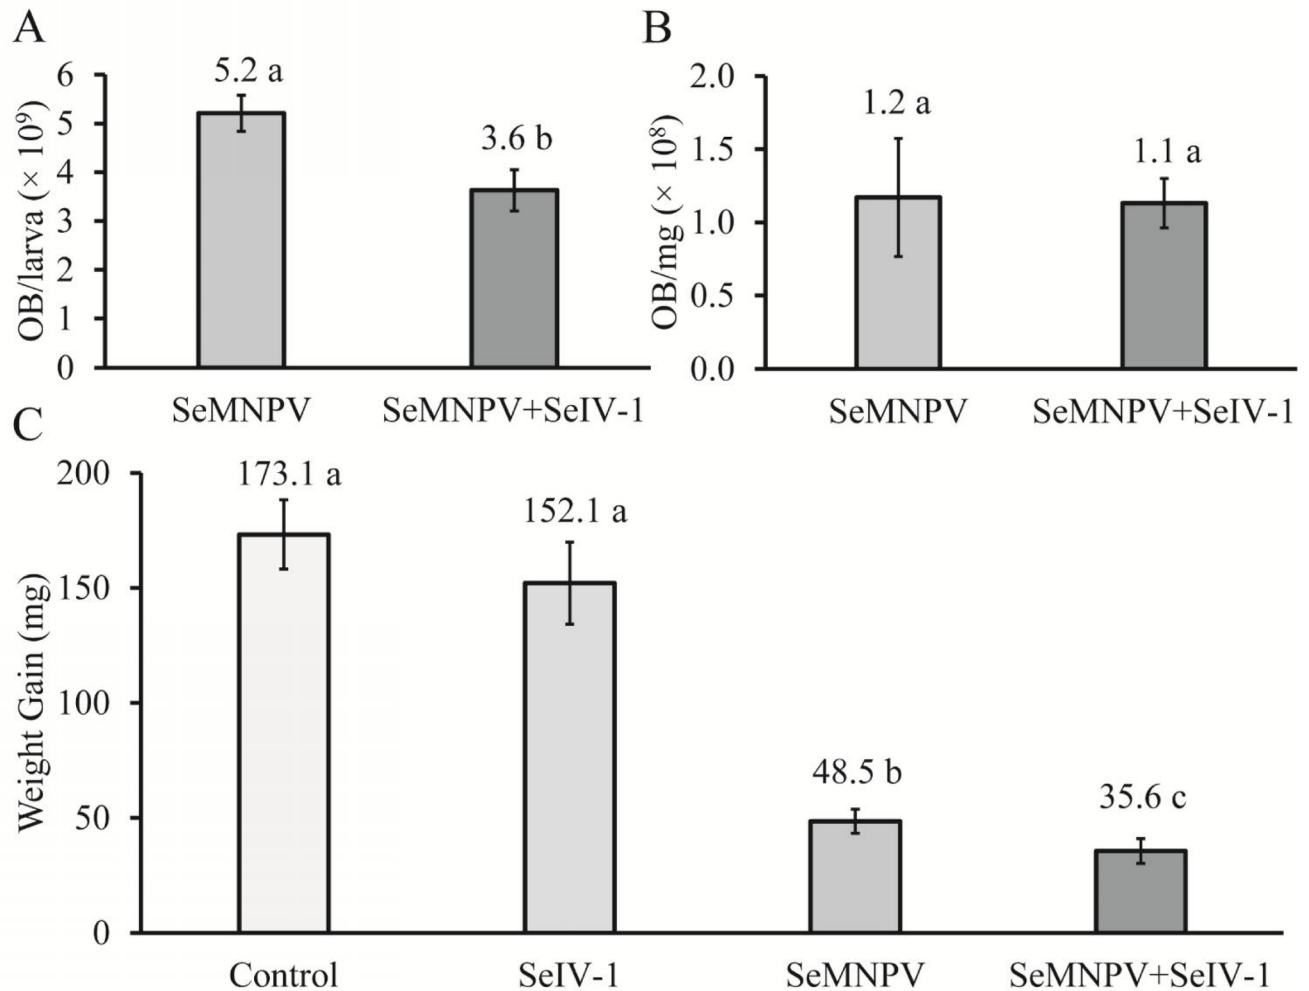 A
OB/larva (× 10⁹)
6
5
4
3
2
1
0
5.2 a
3.6 b
SeMNPV
SeMNPV+SeIV-1
B
OB/mg (× 10⁸)
2.0
1.5
1.0
0.5
0.0
1.2 a
1.1 a
SeMNPV
SeMNPV+SeIV-1
C
Weight Gain (mg)
200
150
100
50
0
173.1 a
152.1 a
48.5 b
35.6 c
Control
SeIV-1
SeMNPV
SeMNPV+SeIV-1